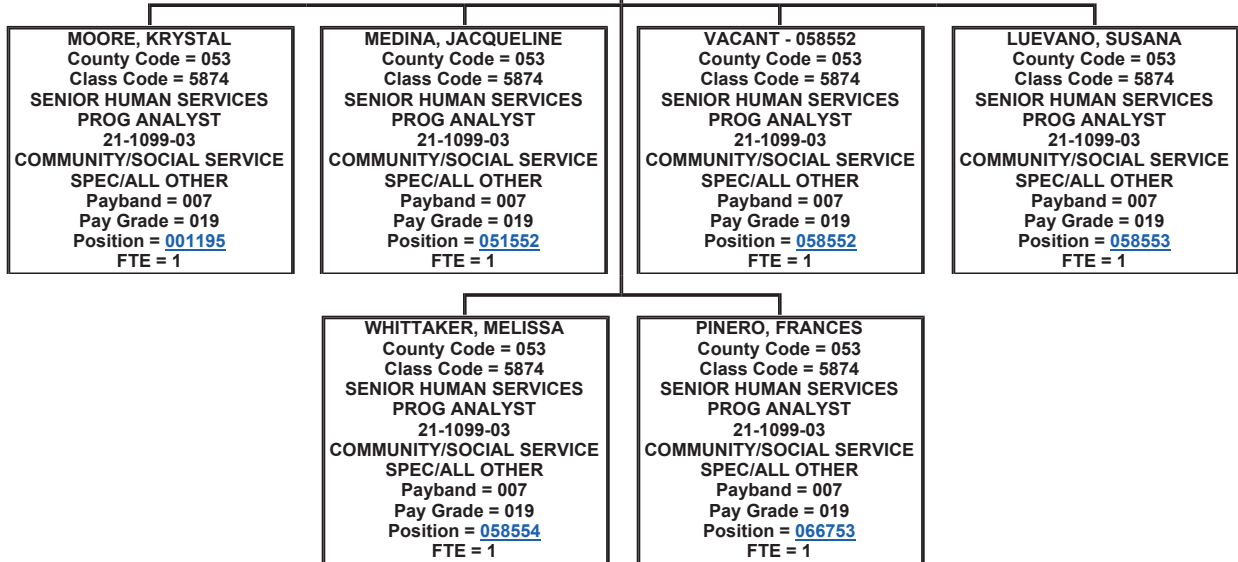 MOORE, KRYSTAL
County Code = 053
Class Code = 5874
SENIOR HUMAN SERVICES
PROG ANALYST
21-1099-03
COMMUNITY/SOCIAL SERVICE
SPEC/ALL OTHER
Payband = 007
Pay Grade = 019
Position = 001195
FTE = 1
MEDINA, JACQUELINE
County Code = 053
Class Code = 5874
SENIOR HUMAN SERVICES
PROG ANALYST
21-1099-03
COMMUNITY/SOCIAL SERVICE
SPEC/ALL OTHER
Payband = 007
Pay Grade = 019
Position = 051552
FTE = 1
VACANT - 058552
County Code = 053
Class Code = 5874
SENIOR HUMAN SERVICES
PROG ANALYST
21-1099-03
COMMUNITY/SOCIAL SERVICE
SPEC/ALL OTHER
Payband = 007
Pay Grade = 019
Position = 058552
FTE = 1
LUEVANO, SUSANA
County Code = 053
Class Code = 5874
SENIOR HUMAN SERVICES
PROG ANALYST
21-1099-03
COMMUNITY/SOCIAL SERVICE
SPEC/ALL OTHER
Payband = 007
Pay Grade = 019
Position = 058553
FTE = 1
WHITTAKER, MELISSA
County Code = 053
Class Code = 5874
SENIOR HUMAN SERVICES
PROG ANALYST
21-1099-03
COMMUNITY/SOCIAL SERVICE
SPEC/ALL OTHER
Payband = 007
Pay Grade = 019
Position = 058554
FTE = 1
PINERO, FRANCES
County Code = 053
Class Code = 5874
SENIOR HUMAN SERVICES
PROG ANALYST
21-1099-03
COMMUNITY/SOCIAL SERVICE
SPEC/ALL OTHER
Payband = 007
Pay Grade = 019
Position = 066753
FTE = 1